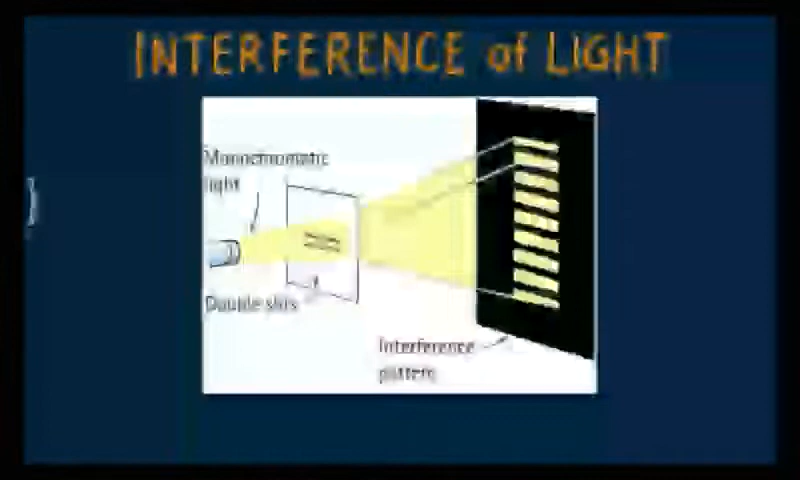 INTERFERENCE of LIGHT
Monochromatic
light
Double slits
Interference
pattern